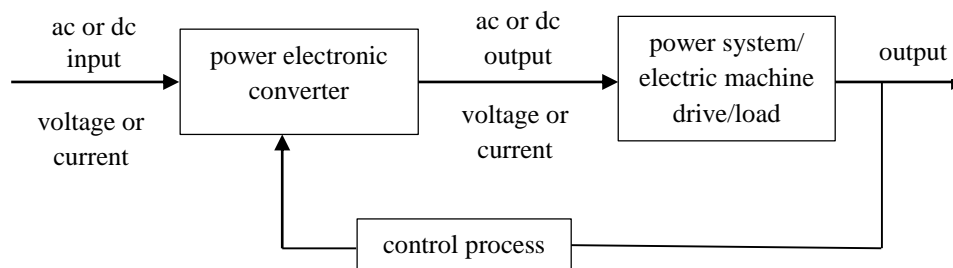 ac or dc
input
voltage or
current
power electronic
converter
ac or dc
output
voltage or
current
power system/
electric machine
drive/load
output
control process